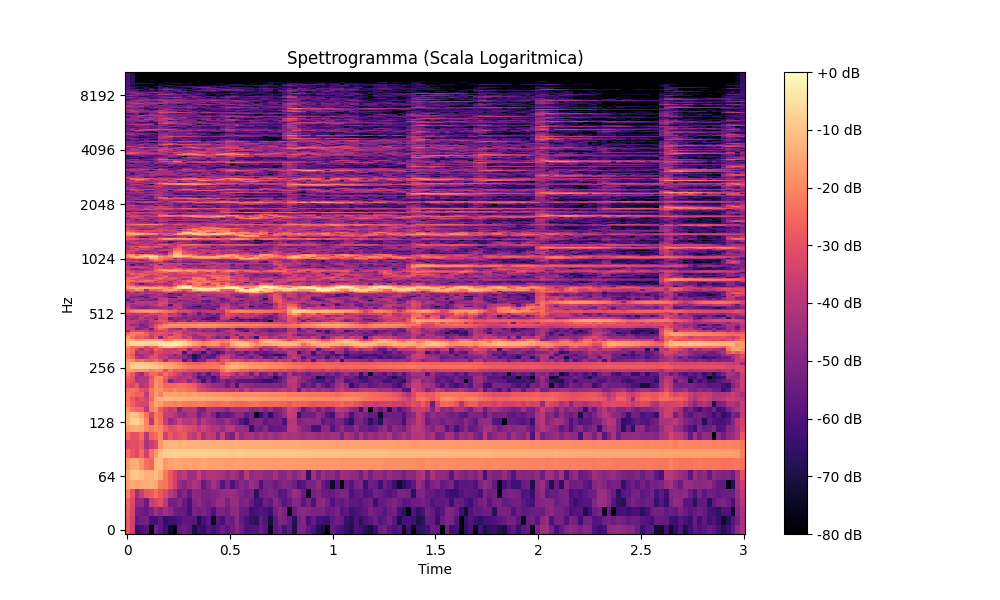 Spettrogramma (Scala Logaritmica)
Hz
8192
4096
2048
1024
512
256
128
64
0
0 0.5 1 1.5 2 2.5 3
Time
+0 dB
-10 dB
-20 dB
-30 dB
-40 dB
-50 dB
-60 dB
-70 dB
-80 dB